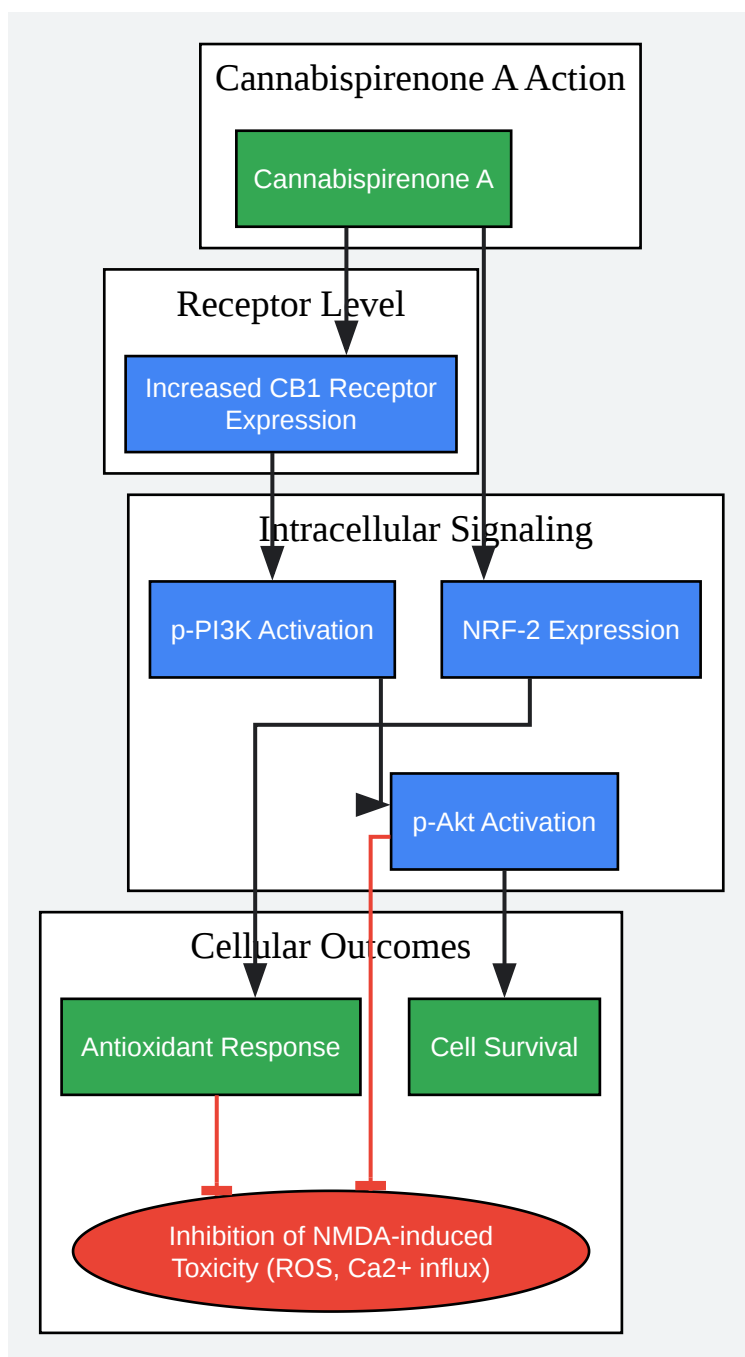 Cannabispirenone A Action
Cannabispirenone A
Receptor Level
Increased CB1 Receptor
Expression
Intracellular Signaling
p-PI3K Activation
NRF-2 Expression
p-Akt Activation
Cellular Outcomes
Antioxidant Response
Cell Survival
Inhibition of NMDA-induced
Toxicity (ROS, Ca2+ influx)